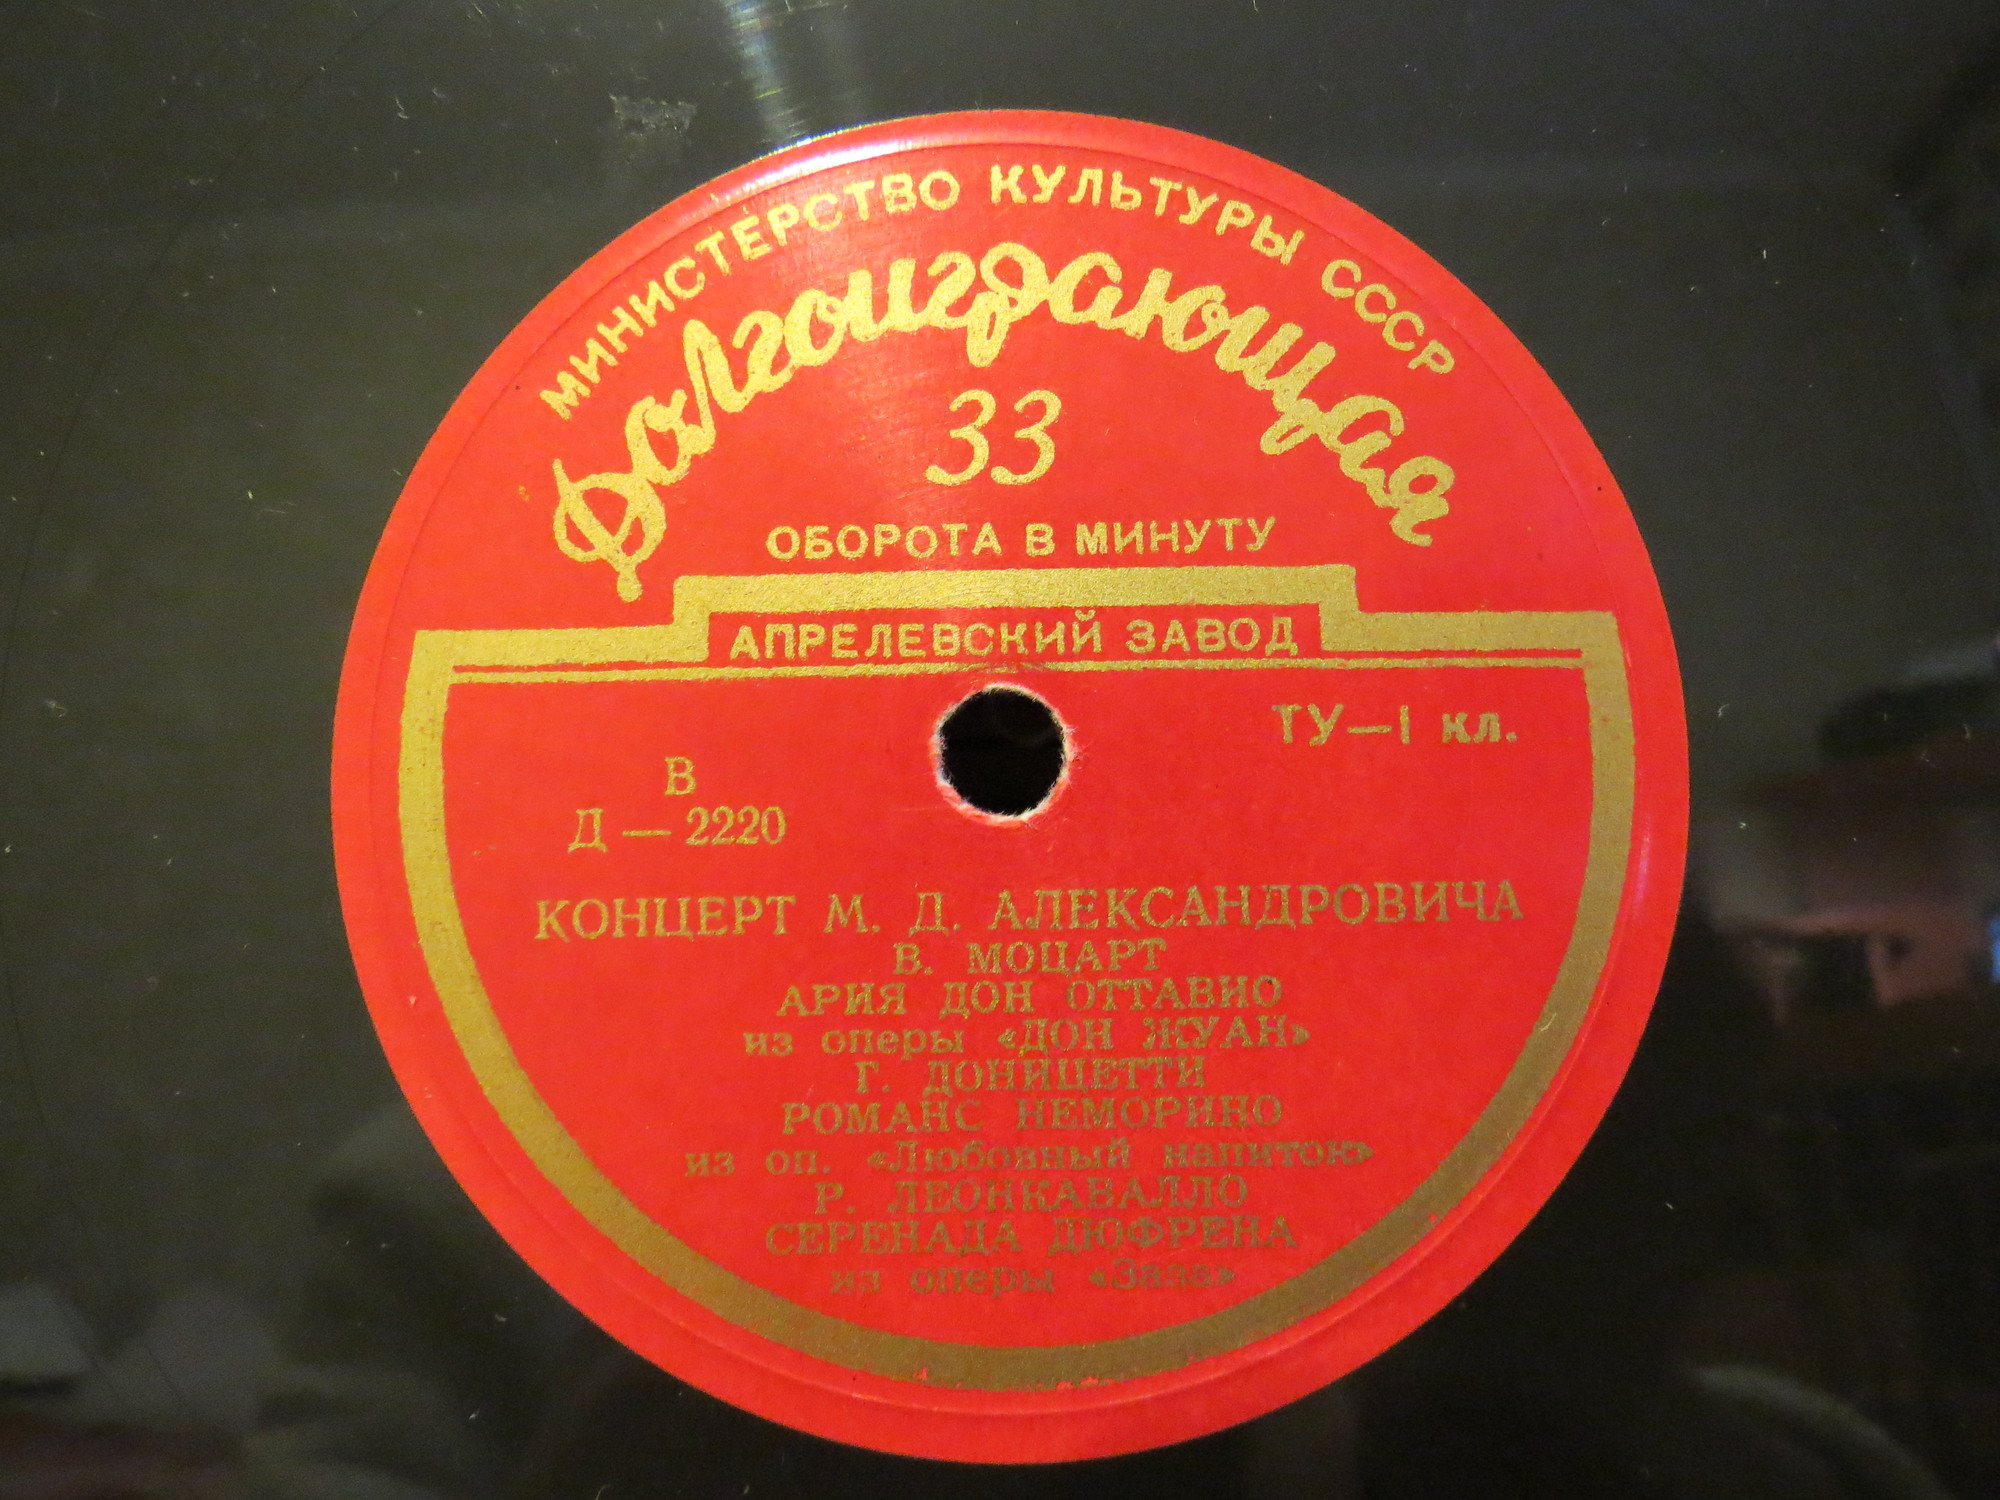 МИНИСТЕРСТВО КУЛЬТУРЫ СССР
Долгоиграющая
33
ОБОРОТА В МИНУТУ
АПРЕЛЕВСКИЙ ЗАВОД
ТУ—1 кл.
В
Д — 2220
КОНЦЕРТ М. Д. АЛЕКСАНДРОВИЧА
В. МОЦАРТ
АРИЯ ДОН ОТТАВИО
из оперы «ДОН ЖУАН»
Г. ДОНИЦЕТТИ
РОМАНС НЕМОРИНО
из оп. «Любовный напиток»
Р. ЛЕОНКАВАЛЛО
СЕРЕНАДА ДЮФРЕНА
из оперы «Заза»